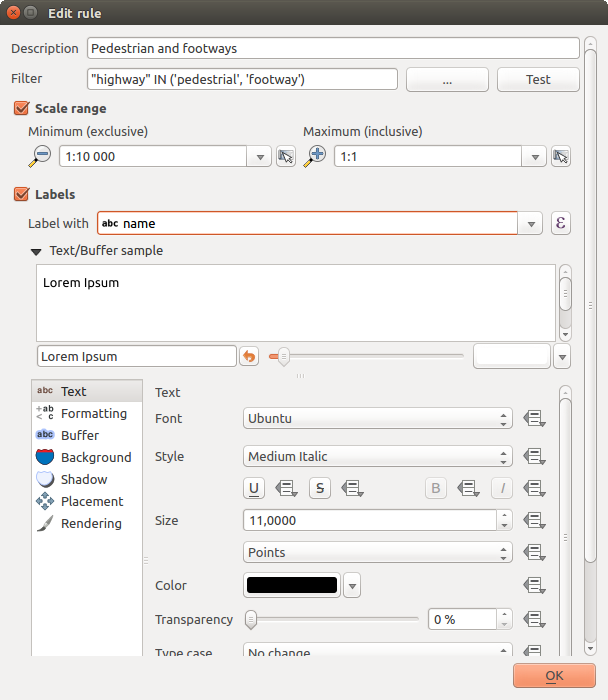 Edit rule
Description Pedestrian and footways
Filter "highway" IN ('pedestrial', 'footway') ... Test
Scale range
Minimum (exclusive) Maximum (inclusive)
1:10 000 1:1
Labels
Label with abc name ε
Text/Buffer sample
Lorem Ipsum
Lorem Ipsum
abc Text
+ab < c Formatting
abc Buffer
Background
Shadow
Placement
Rendering
Text
Font Ubuntu
Style Medium Italic
U S B I
Size 11,0000
Points
Color
Transparency 0 %
Type case No change
OK